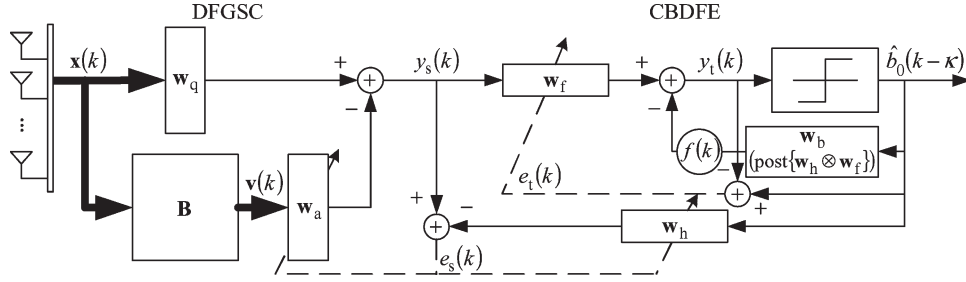 DFGSC
CBDFE
x(k)
w_q
+
+
−
y_s(k)
w_f
+
+
−
y_t(k)
b̂_0(k−κ)
f(k)
w_b
(post{w_h⊗w_f})
⋮
B
v(k)
w_a
e_t(k)
−
+
+
+
+
−
w_h
e_s(k)